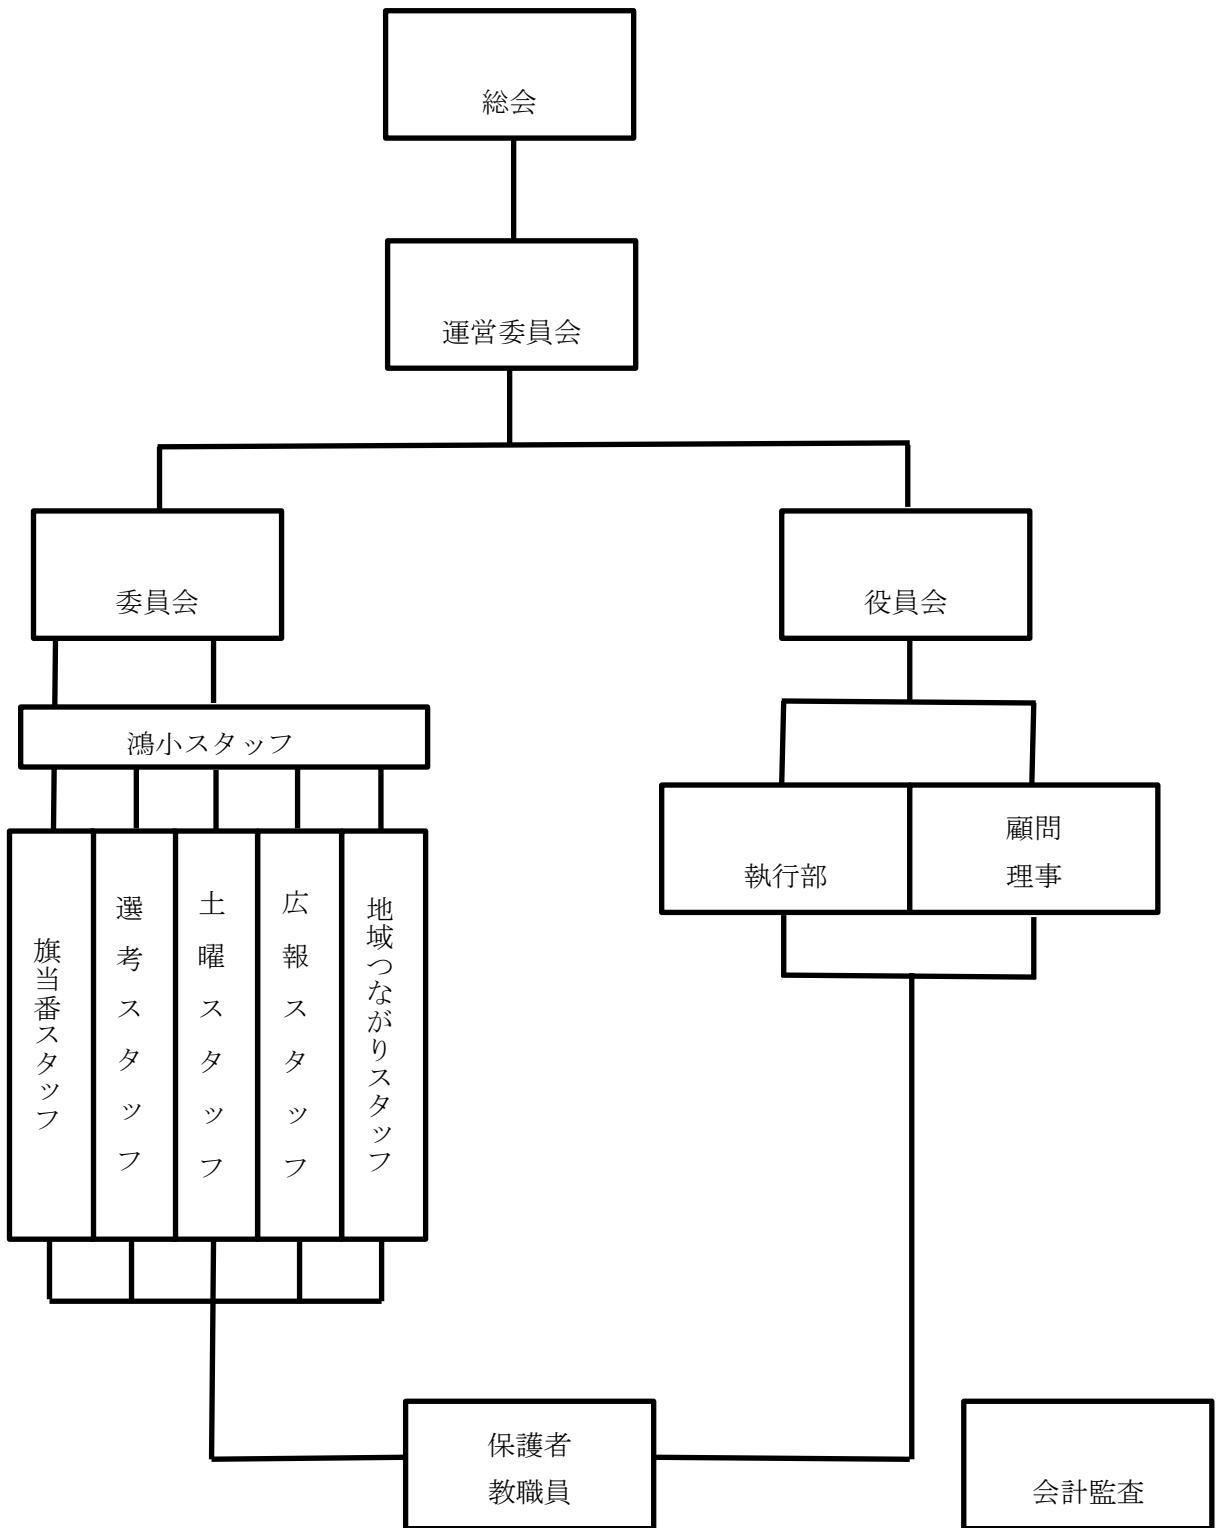 総会
運営委員会
委員会
役員会
鴻小スタッフ
執行部
顧問
理事
旗当番スタッフ
選考スタッフ
土曜スタッフ
広報スタッフ
地域つながりスタッフ
保護者
教職員
会計監査